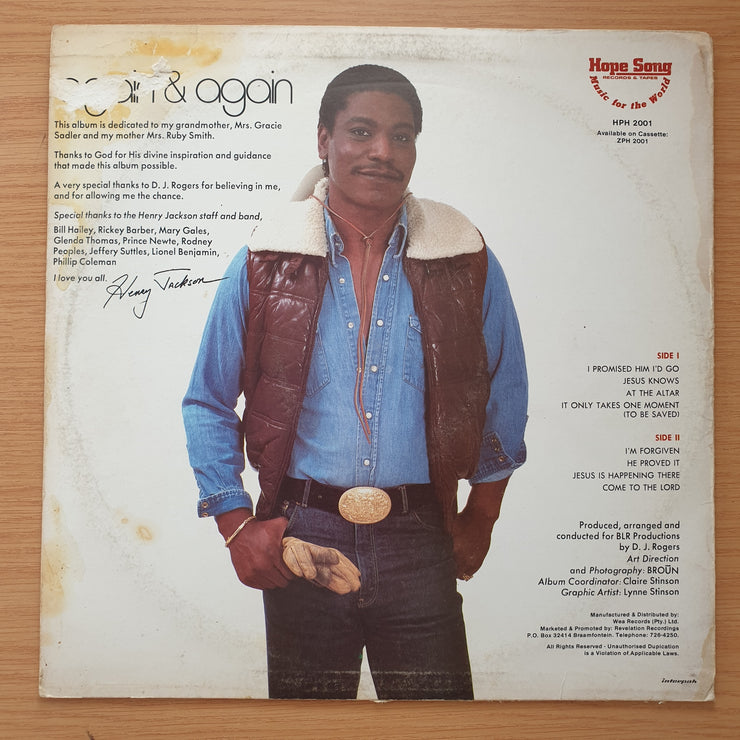 again & again
This album is dedicated to my grandmother, Mrs. Gracie
Sadler and my mother Mrs. Ruby Smith.
Thanks to God for His divine inspiration and guidance
that made this album possible.
A very special thanks to D. J. Rogers for believing in me,
and for allowing me the chance.
Special thanks to the Henry Jackson staff and band,
Bill Hailey, Rickey Barber, Mary Gales,
Glenda Thomas, Prince Newte, Rodney
Peoples, Jeffery Suttles, Lionel Benjamin,
Phillip Coleman
I love you all.
Henry Jackson
Hope Song
RECORDS & TAPES
Music for the World
HPH 2001
Available on Cassette:
ZPH 2001
SIDE I
I PROMISED HIM I'D GO
JESUS KNOWS
AT THE ALTAR
IT ONLY TAKES ONE MOMENT
(TO BE SAVED)
SIDE II
I'M FORGIVEN
HE PROVED IT
JESUS IS HAPPENING THERE
COME TO THE LORD
Produced, arranged and
conducted for BLR Productions
by D. J. Rogers
Art Direction
and Photography: BROÜN
Album Coordinator: Claire Stinson
Graphic Artist: Lynne Stinson
Manufactured & Distributed by:
Wea Records (Pty.) Ltd.
Marketed & Promoted by: Revelation Recordings
P.O. Box 32414 Braamfontein. Telephone: 726-4250.
All Rights Reserved · Unauthorised Dupication
is a Violation of Applicable Laws.
interpak